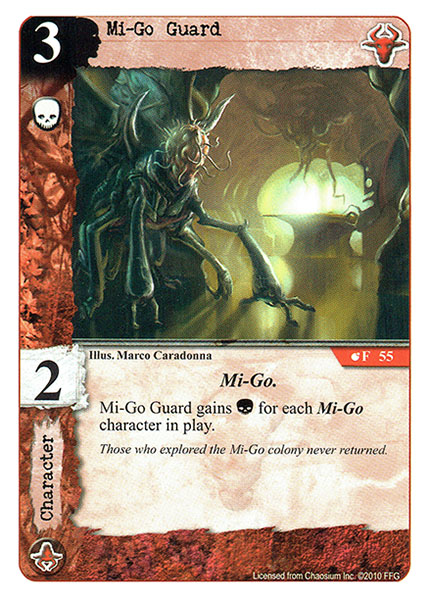 3
Mi-Go Guard
Illus. Marco Caradonna
F 55
2
Mi-Go.
Mi-Go Guard gains for each Mi-Go
character in play.
Those who explored the Mi-Go colony never returned.
Character
Licensed from Chaosium Inc. ©2010 FFG